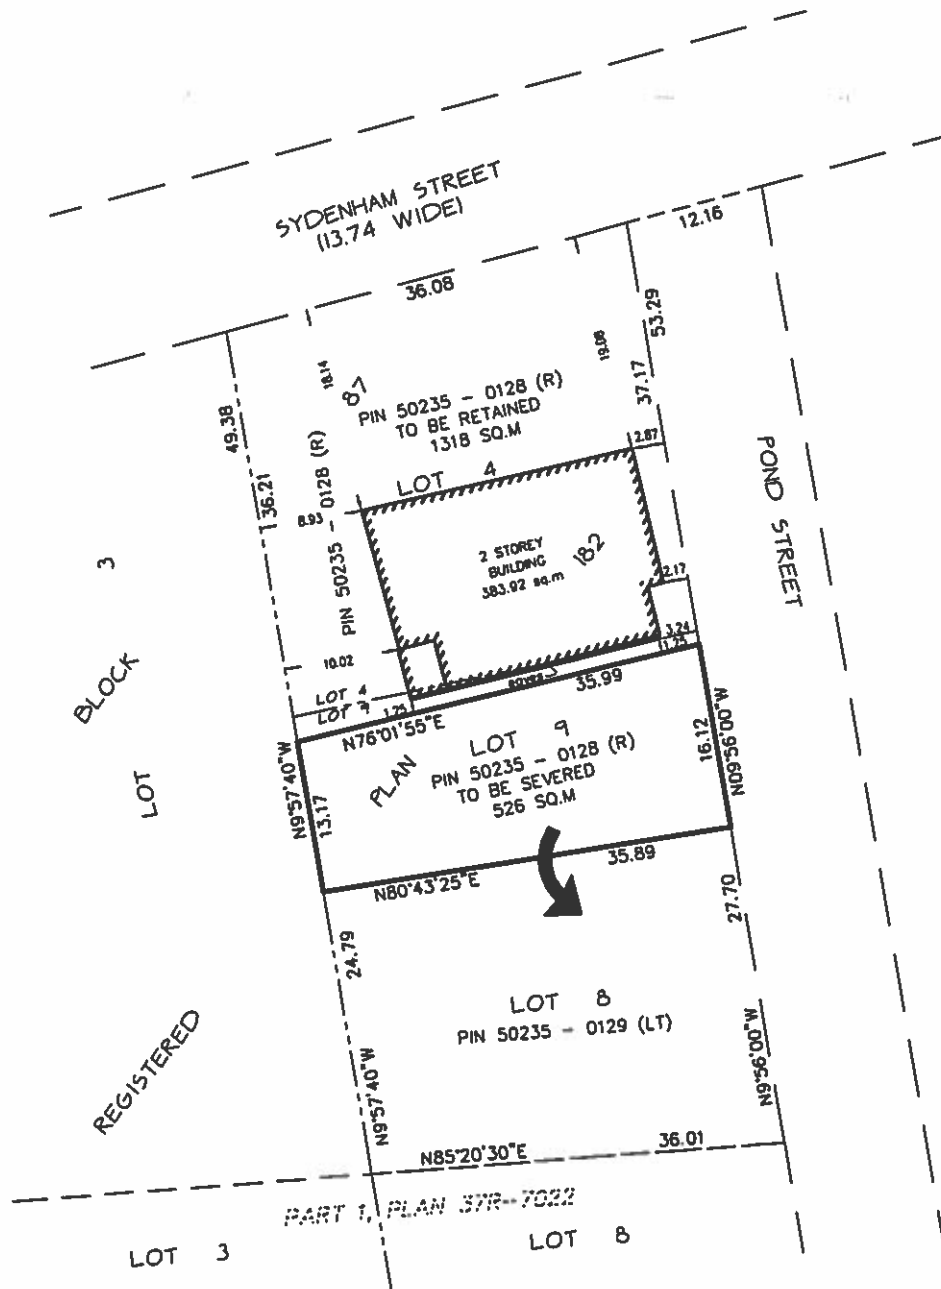 SYDENHAM STREET
(13.74 WIDE)
12.16
36.08
53.29
37.17
19.06
18.14
87
49.38
36.21
PIN 50235 - 0128 (R)
TO BE RETAINED
1318 SQ.M
PIN 50235 - 0128 (R)
2.87
LOT 4
8.93
2 STOREY
BUILDING
383.92 sq.m
182
POND STREET
2.17
3.24
1.25
10.02
LOT 4
LOT
1.75
35.99
N76°01'55"E
3
BLOCK
LOT
REGISTERED
PLAN
LOT 9
PIN 50235 - 0128 (R)
TO BE SEVERED
526 SQ.M
N9°57'40"W
13.17
16.12
N09°56'00"W
35.89
N80°43'25"E
24.79
27.70
LOT 8
PIN 50235 - 0129 (LT)
N9°57'40"W
N9°56'00"W
N85°20'30"E
36.01
PART 1, PLAN 37R-7022
LOT 3
LOT 8